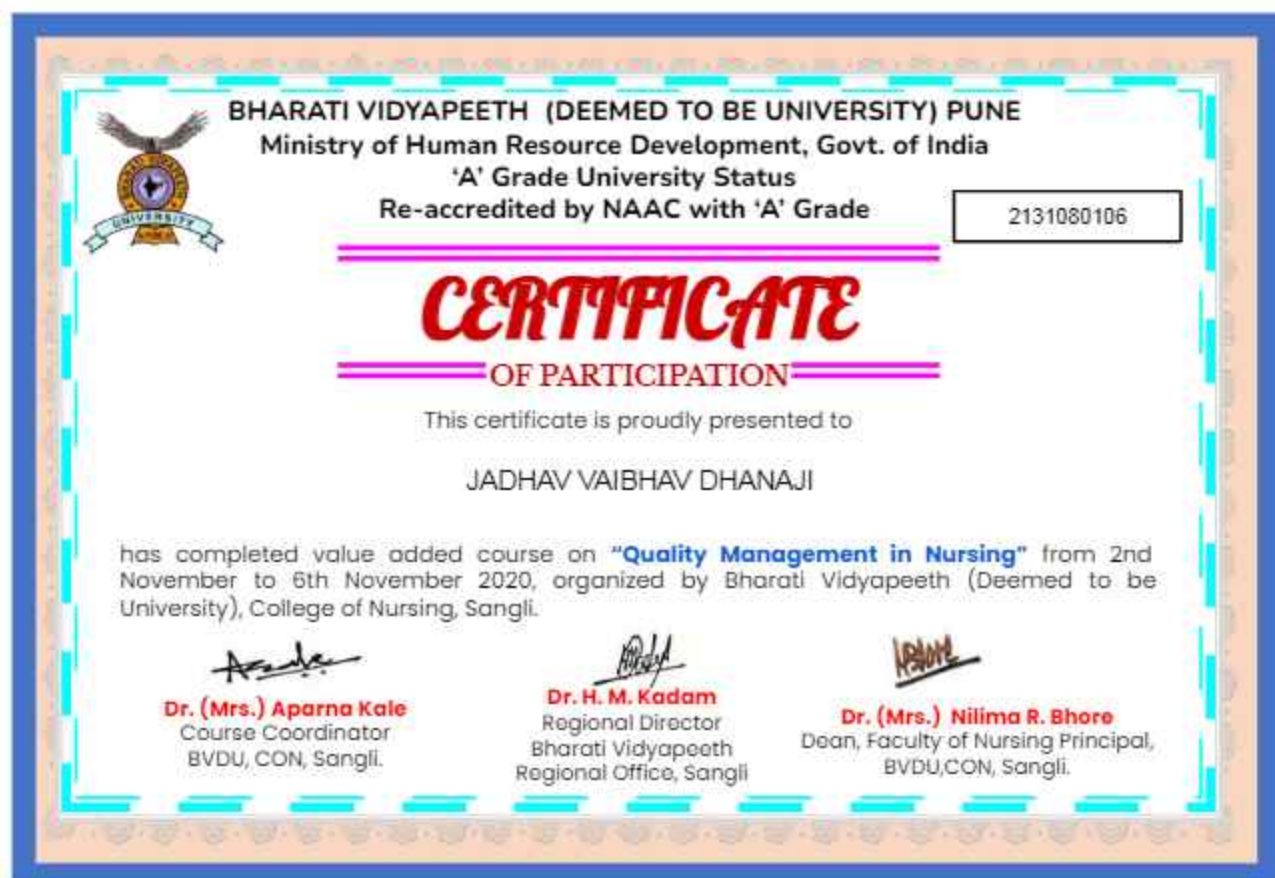 BHARATI VIDYAPEETH (DEEMED TO BE UNIVERSITY) PUNE
Ministry of Human Resource Development, Govt. of India
‘A’ Grade University Status
Re-accredited by NAAC with ‘A’ Grade
2131080106
BHARATI VIDYAPEETH
UNIVERSITY
CERTIFICATE
OF PARTICIPATION
This certificate is proudly presented to
JADHAV VAIBHAV DHANAJI
has completed value added course on "Quality Management in Nursing" from 2nd
November to 6th November 2020, organized by Bharati Vidyapeeth (Deemed to be
University), College of Nursing, Sangli.
Dr. (Mrs.) Aparna Kale
Course Coordinator
BVDU, CON, Sangli.
Dr. H. M. Kadam
Regional Director
Bharati Vidyapeeth
Regional Office, Sangli
Dr. (Mrs.) Nilima R. Bhore
Dean, Faculty of Nursing Principal,
BVDU,CON, Sangli.